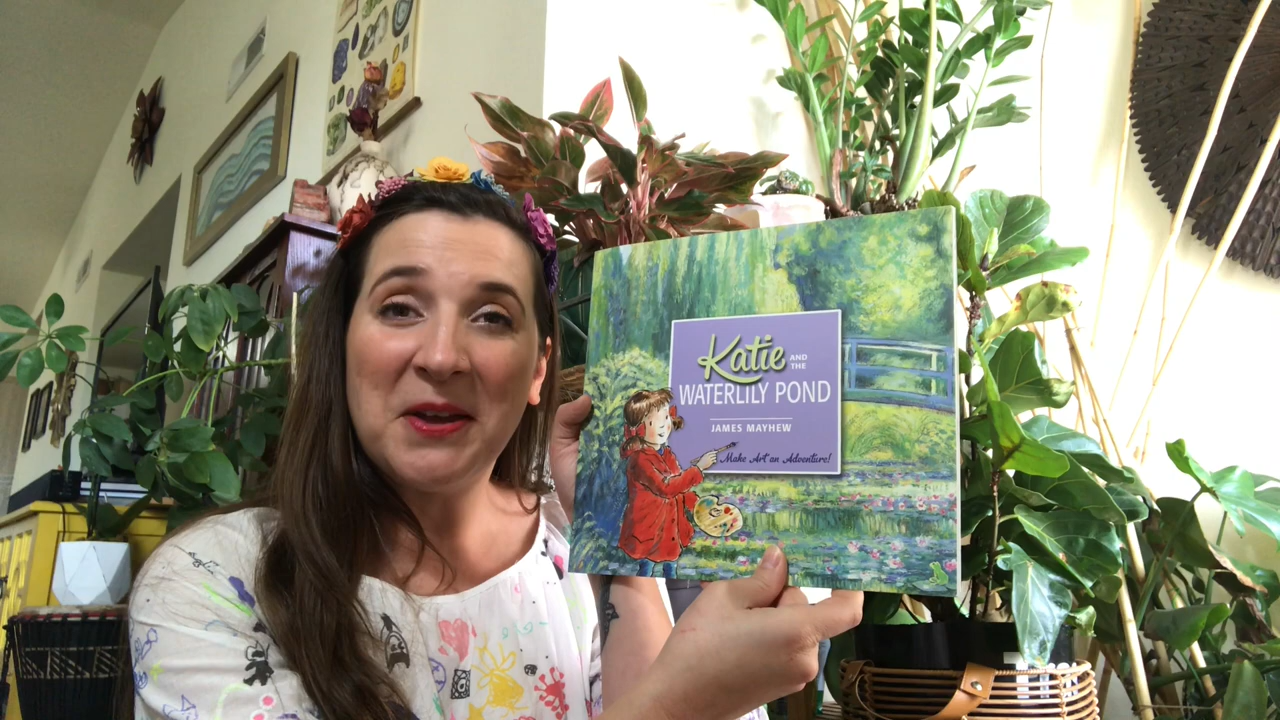 Katie AND
THE
WATERLILY POND
JAMES MAYHEW
Make Art an Adventure!